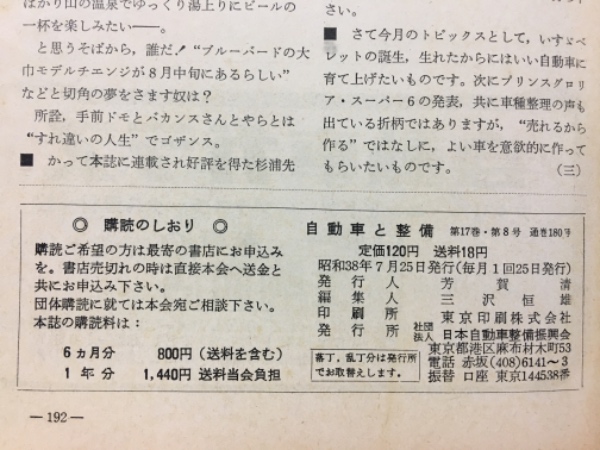 ばかり山の温泉でゆっくり湯上りにビールの
一杯を楽しみたい——。
と思うそばから，誰だ！“ブルーバードの大
巾モデルチエンジが8月中旬にあるらしい”
などと切角の夢をさます奴は？
所詮，手前ドモとバカンスさんとやらとは
“すれ違いの人生”でゴザンス。
■ かつて本誌に連載され好評を得た杉浦先
さい。
■ さて今月のトピックスとして，いすゞベ
レットの誕生，生れたからにはいい自動車に
育て上げたいものです。次にプリンスグロリ
ア・スーパー6の発表，共に車種整理の声も
出ている折柄ではありますが，“売れるから
作る”ではなしに，よい車を意欲的に作って
もらいたいものです。 （三）
◎ 購読のしおり ◎
購読ご希望の方は最寄の書店にお申込み
を。書店売切れの時は直接本会へ送金と
共にお申込み下さい。
団体購読に就ては本会宛ご相談下さい。
本誌の購読料は：
6ヵ月分 800円（送料を含む）
1年分 1,440円 送料当会負担
自動車と整備 第17巻・第8号 通巻180号
定価120円 送料18円
昭和38年7月25日発行（毎月1回25日発行）
発行人 芳賀清
編集人 三沢恒雄
印刷所 東京印刷株式会社
発行所 社団法人 日本自動車整備振興会
東京都港区麻布材木町53
電話 赤坂（408）6141～3
振替口座 東京144538番
落丁，乱丁分は発行所
でお取替えします。
—192—